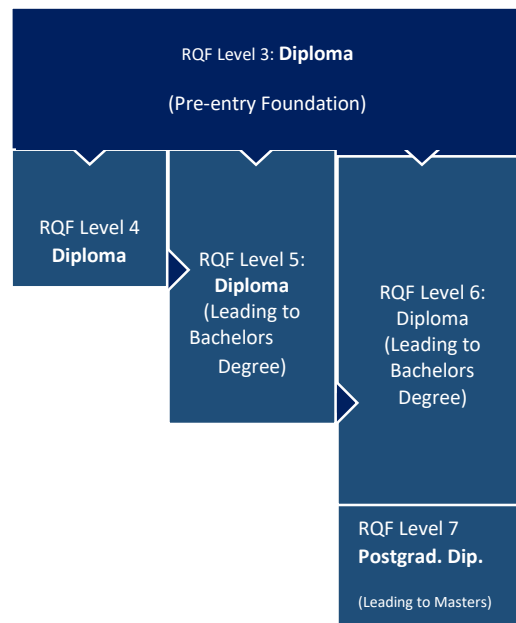 RQF Level 3: Diploma
(Pre-entry Foundation)
RQF Level 4
Diploma
RQF Level 5:
Diploma
(Leading to
Bachelors
Degree)
RQF Level 6:
Diploma
(Leading to
Bachelors
Degree)
RQF Level 7
Postgrad. Dip.
(Leading to Masters)